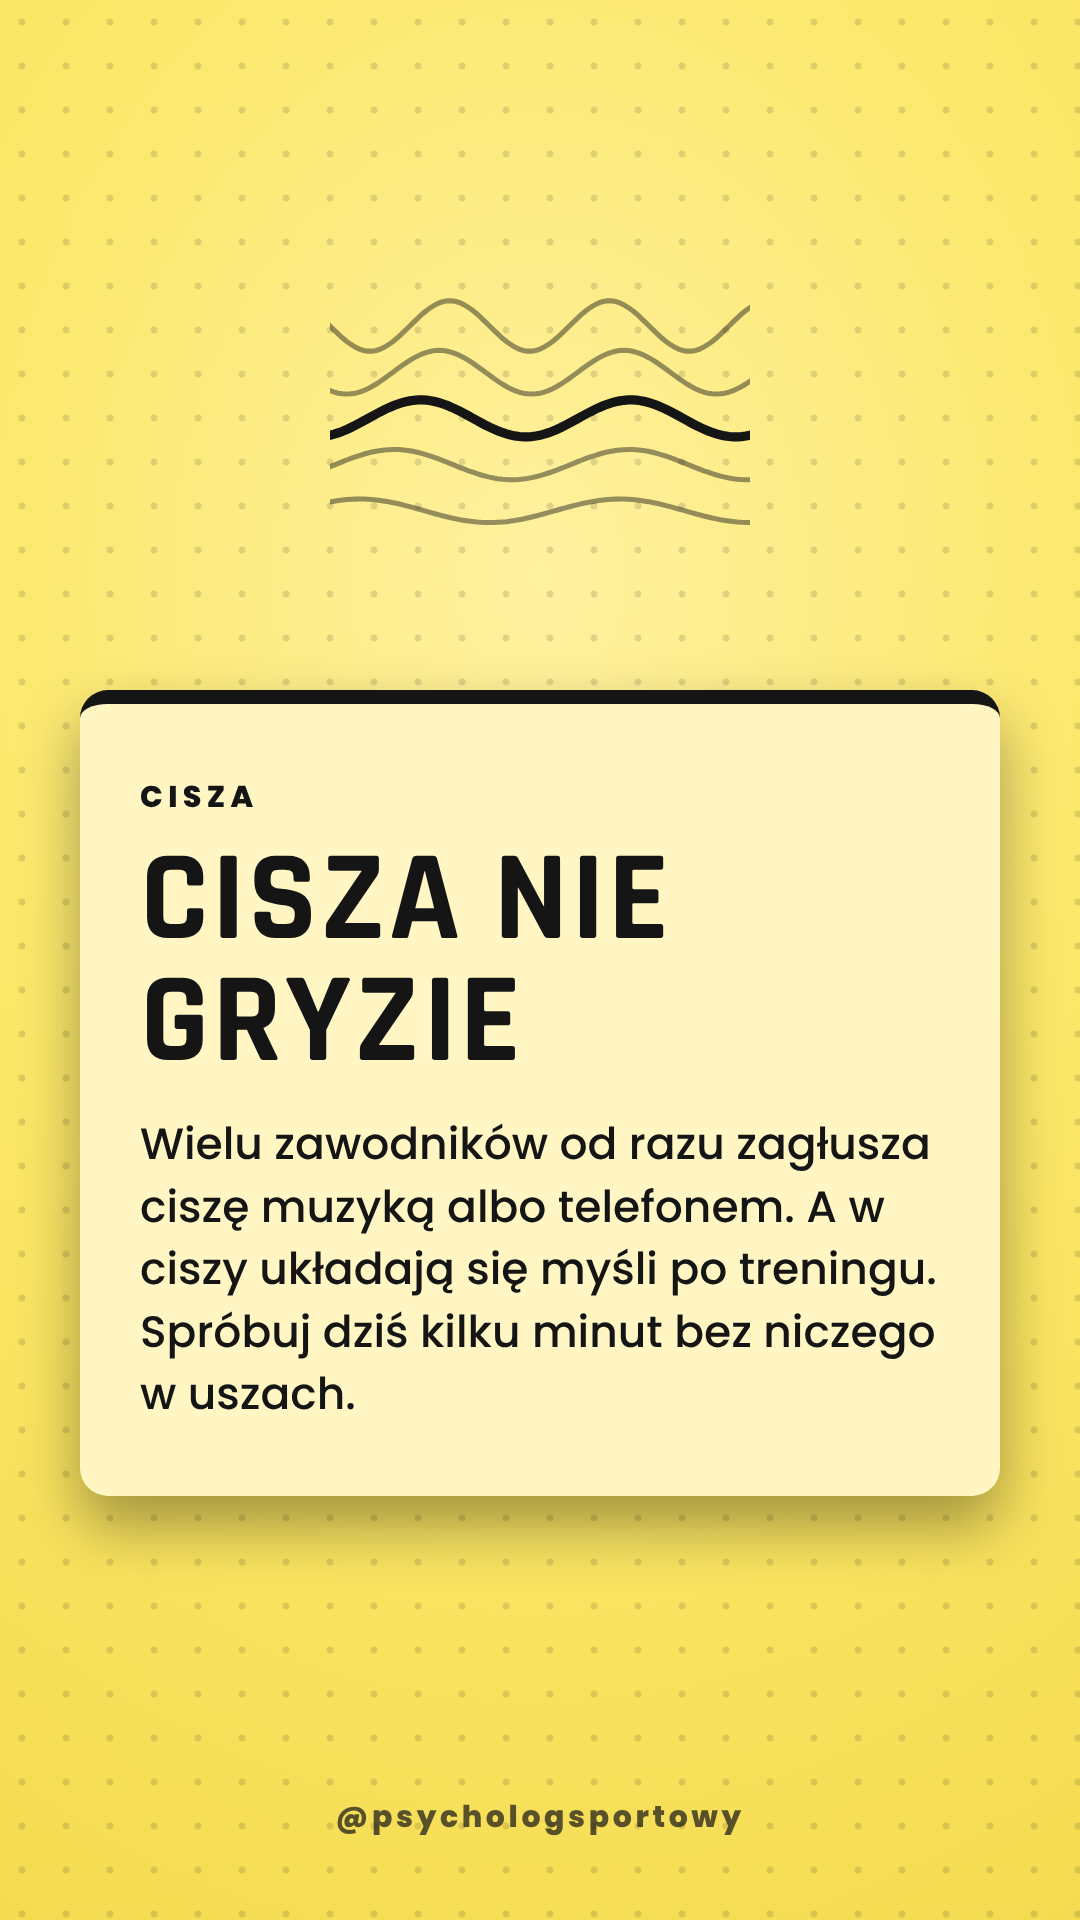 CISZA
CISZA NIE
GRYZIE
Wielu zawodników od razu zagłusza
ciszę muzyką albo telefonem. A w
ciszy układają się myśli po treningu.
Spróbuj dziś kilku minut bez niczego
w uszach.
@psychologsportowy